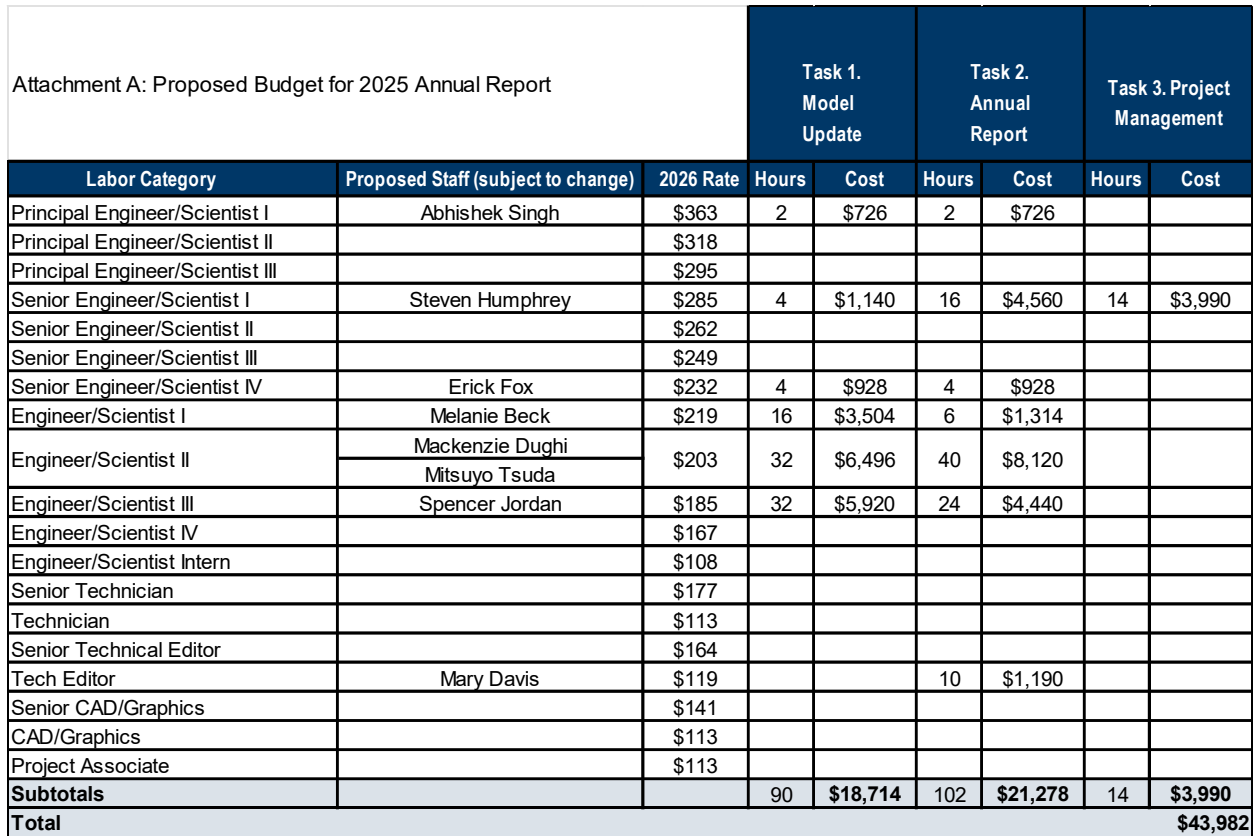 Attachment A: Proposed Budget for 2025 Annual Report
Task 1.
Model
Update
Task 2.
Annual
Report
Task 3. Project
Management
Labor Category Proposed Staff (subject to change) 2026 Rate Hours Cost Hours Cost Hours Cost
Principal Engineer/Scientist I Abhishek Singh $363 2 $726 2 $726
Principal Engineer/Scientist II $318
Principal Engineer/Scientist III $295
Senior Engineer/Scientist I Steven Humphrey $285 4 $1,140 16 $4,560 14 $3,990
Senior Engineer/Scientist II $262
Senior Engineer/Scientist III $249
Senior Engineer/Scientist IV Erick Fox $232 4 $928 4 $928
Engineer/Scientist I Melanie Beck $219 16 $3,504 6 $1,314
Engineer/Scientist II Mackenzie Dughi $203 32 $6,496 40 $8,120
Mitsuyo Tsuda
Engineer/Scientist III Spencer Jordan $185 32 $5,920 24 $4,440
Engineer/Scientist IV $167
Engineer/Scientist Intern $108
Senior Technician $177
Technician $113
Senior Technical Editor $164
Tech Editor Mary Davis $119 10 $1,190
Senior CAD/Graphics $141
CAD/Graphics $113
Project Associate $113
Subtotals 90 $18,714 102 $21,278 14 $3,990
Total $43,982